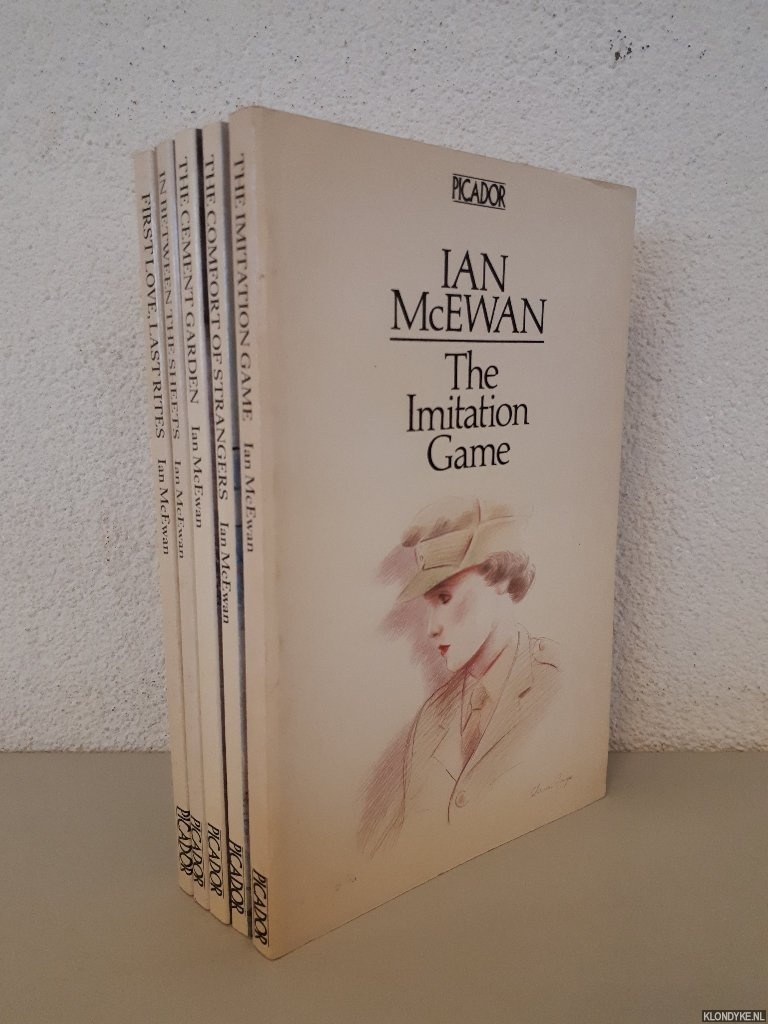 FIRST LOVE, LAST RITES Ian McEwan PICADOR
IN BETWEEN THE SHEETS Ian McEwan PICADOR
THE CEMENT GARDEN Ian McEwan PICADOR
THE COMFORT OF STRANGERS Ian McEwan PICADOR
THE IMITATION GAME Ian McEwan PICADOR
PICADOR
IAN
McEWAN
The
Imitation
Game
KLONDYKE.NL